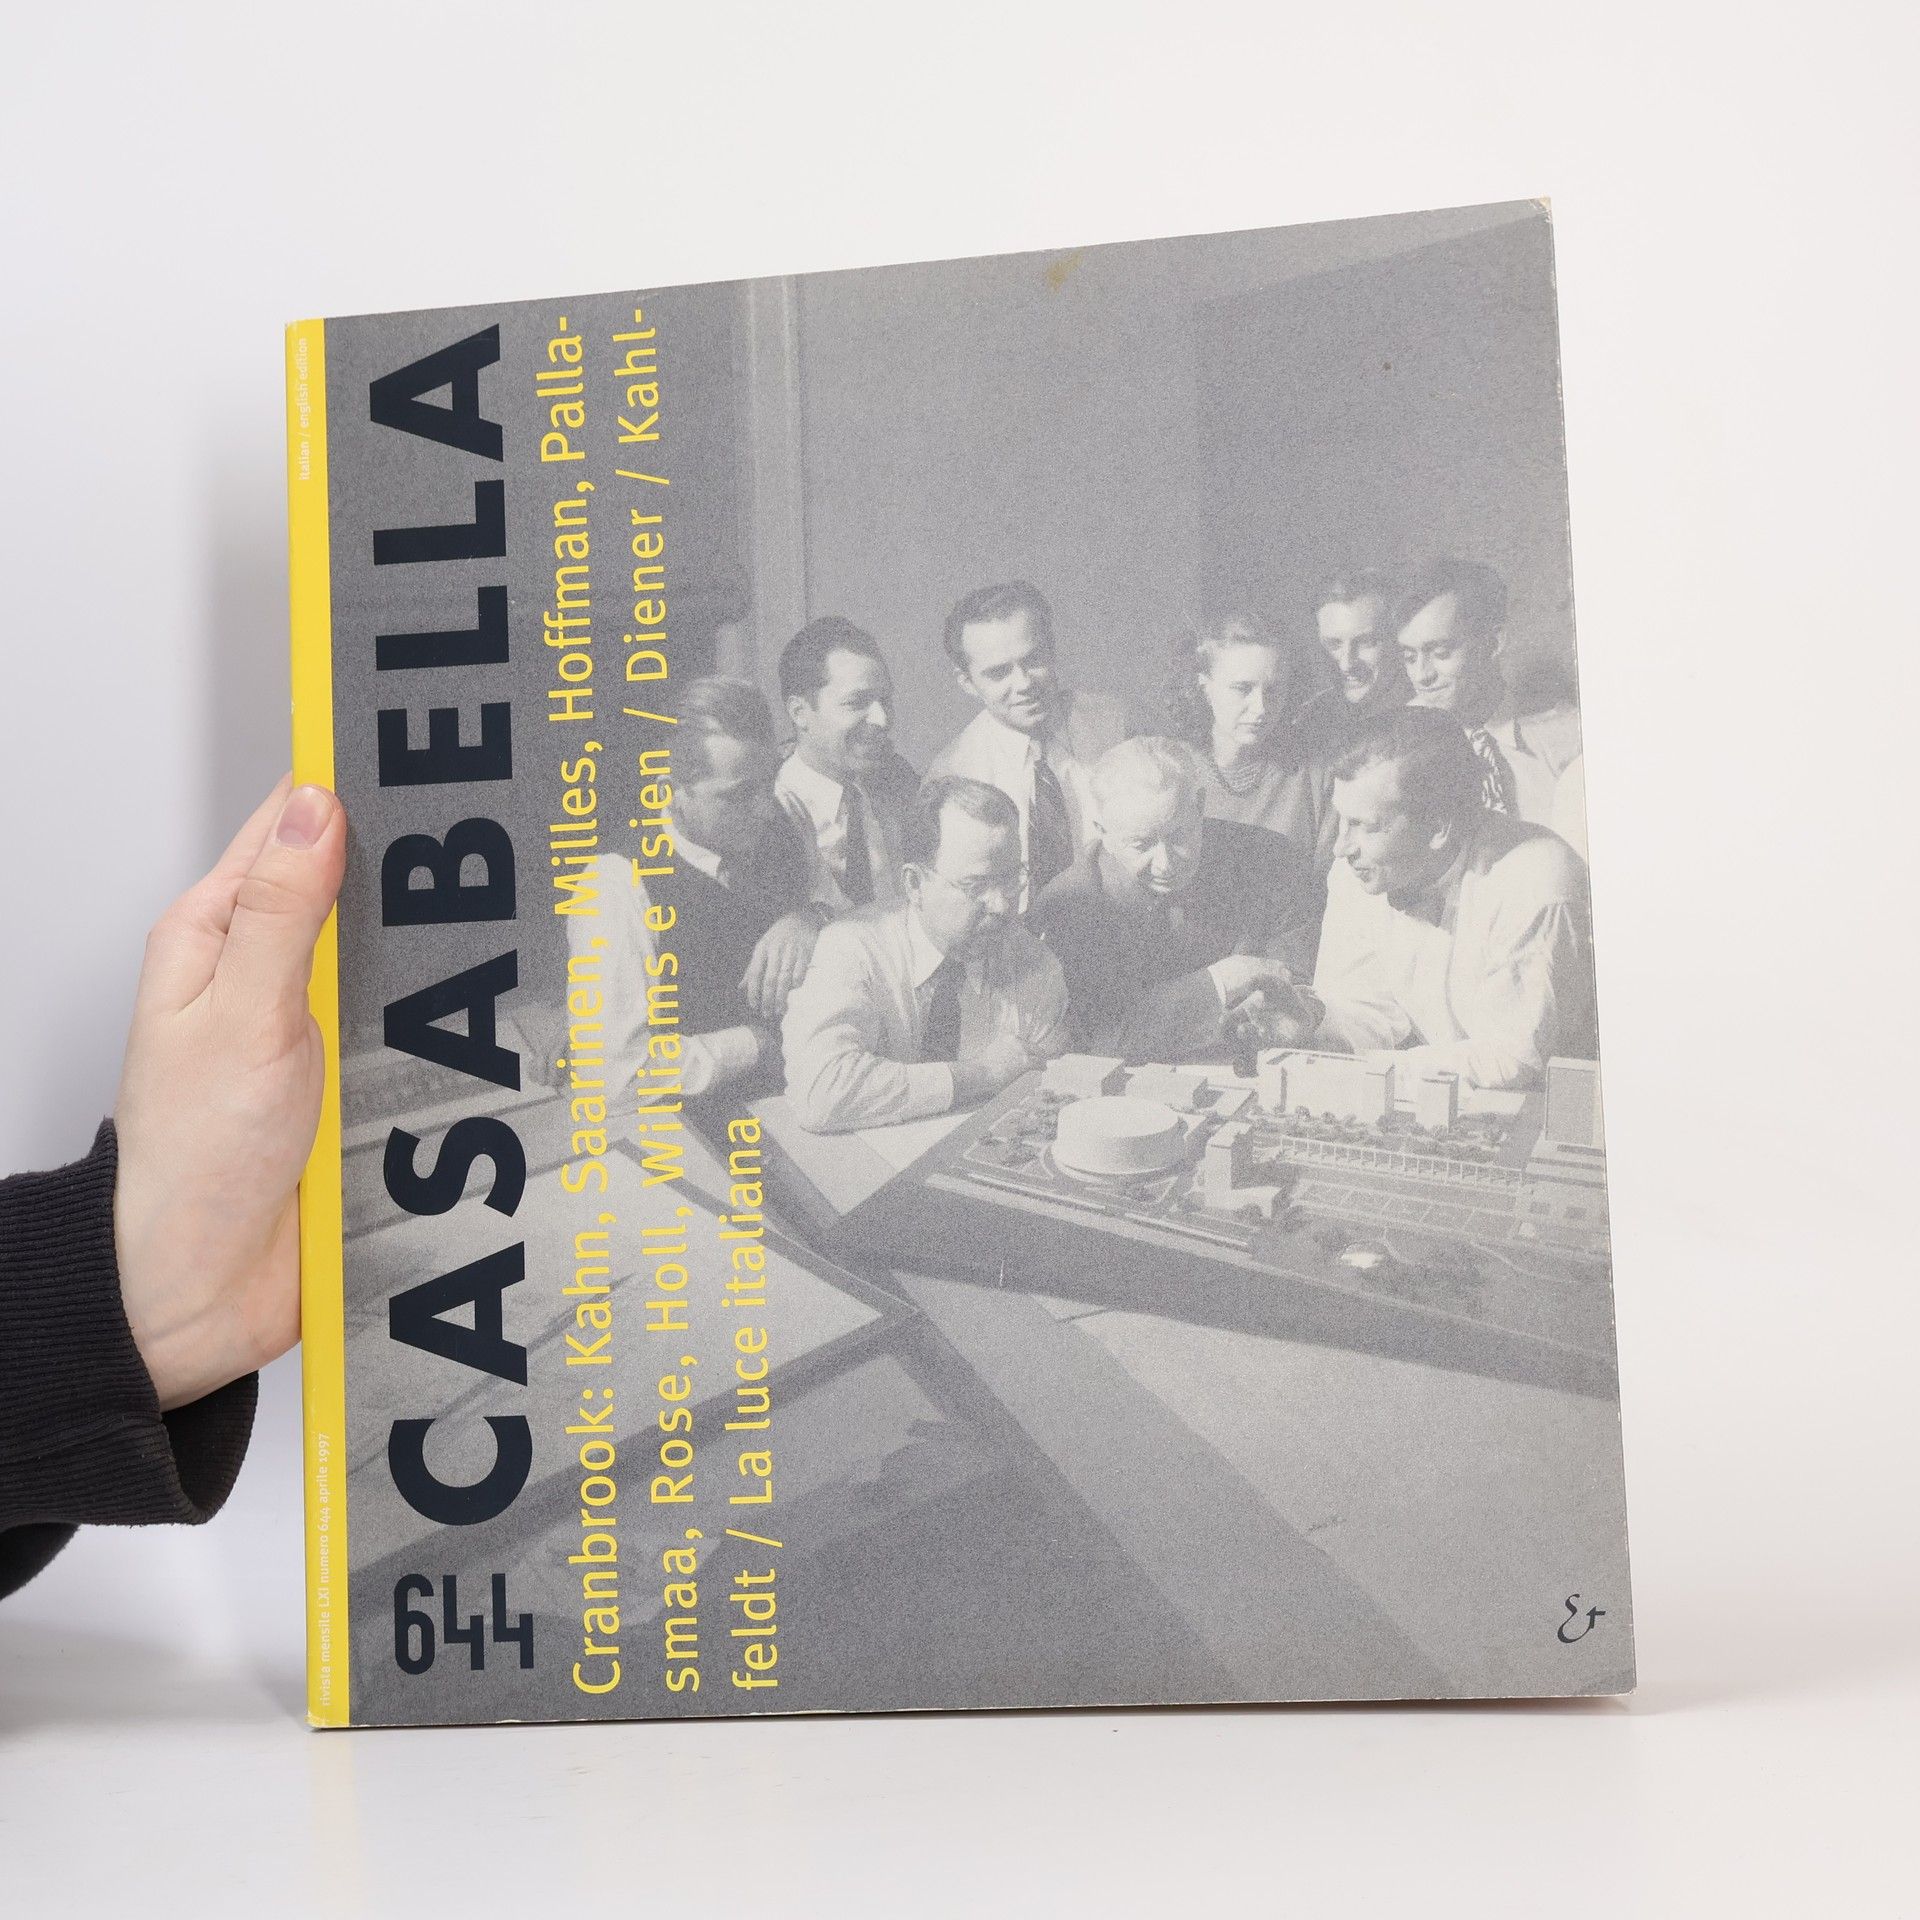 italian / english edition
rivista mensile LXI numero 644 aprile 1997
644 CASABELLA
Cranbrook: Kahn, Saarinen, Milles, Hoffman, Palla-
smaa, Rose, Holl, Williams e Tsien / Diener / Kahl-
feldt / La luce italiana
Et